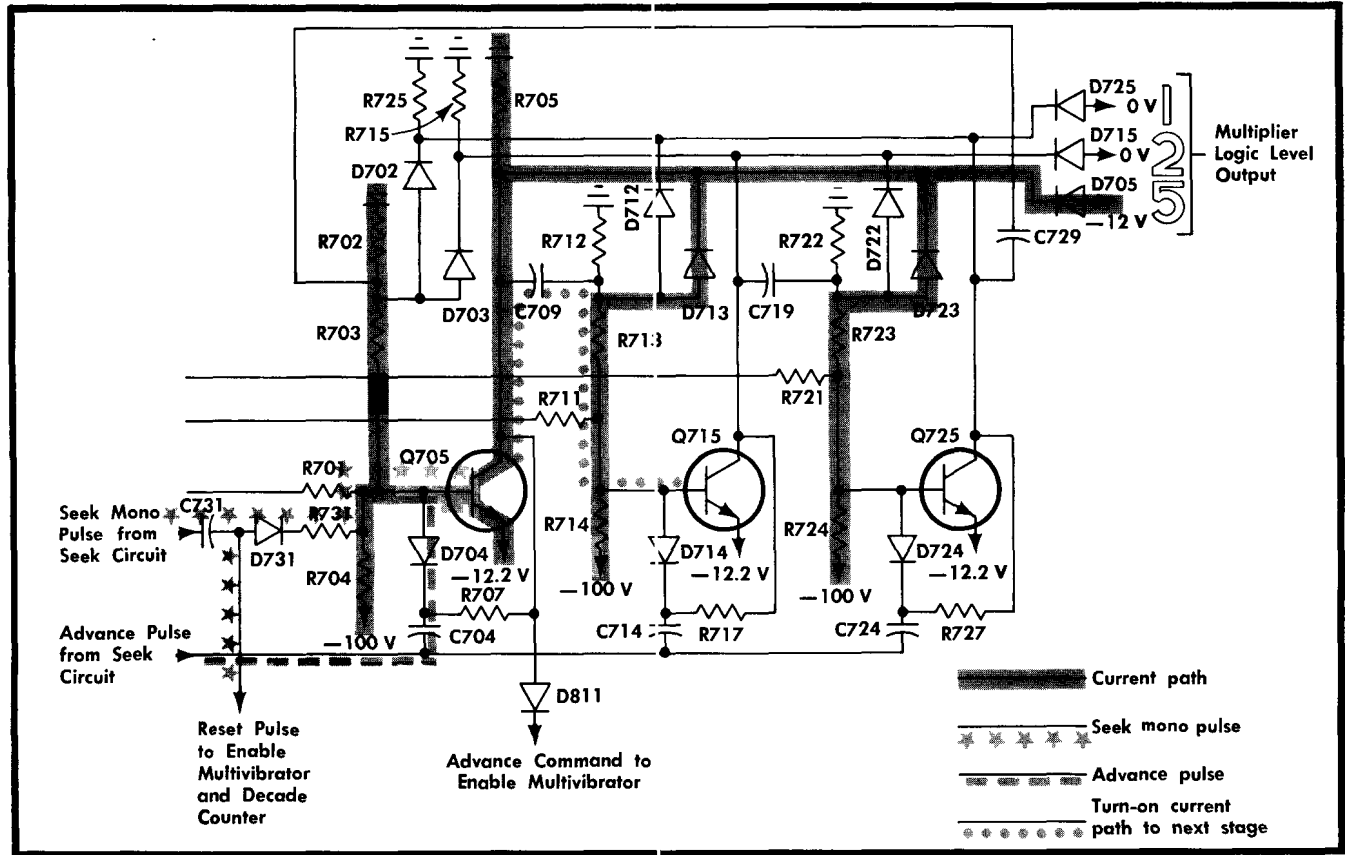 R725
R715
R705
D725
0 V
1
D715
0 V
2
D705
-12 V
5
Multiplier
Logic Level
Output
D702
R702
R712
D712
R722
D722
C729
R703
D703
C709
D713
C719
D723
R713
R723
R711
R721
Q705
Q715
Q725
R701
C731
Seek Mono
Pulse from
Seek Circuit
R731
D731
R704
D704
-12.2 V
R707
R714
D714
-12.2 V
R724
D724
-12.2 V
-100 V
-100 V
-100 V
C704
C714
R717
C724
R727
Advance Pulse
from Seek
Circuit
D811
Reset Pulse
to Enable
Multivibrator
and Decade
Counter
Advance Command to
Enable Multivibrator
Current path
Seek mono pulse
Advance pulse
Turn-on current
path to next stage